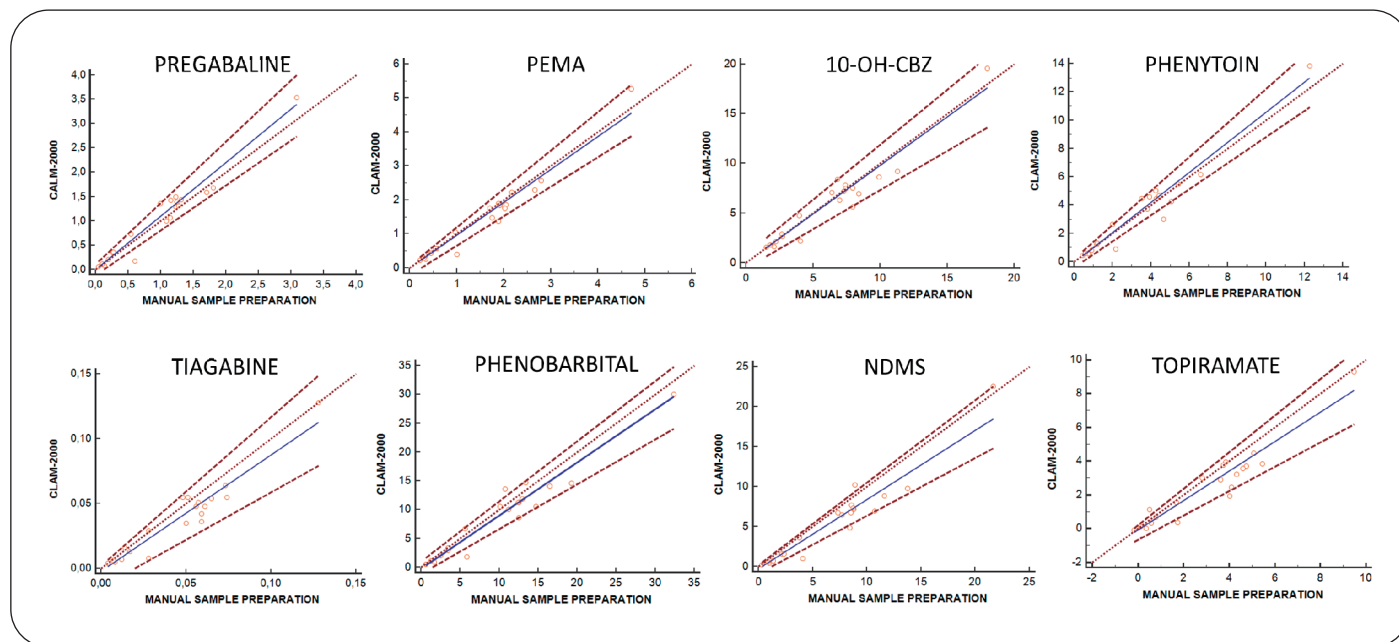 PREGABALINE
CALM-2000
4,0
3,5
3,0
2,5
2,0
1,5
1,0
0,5
0.0
0,0 0,5 1,0 1,5 2,0 2,5 3,0 3,5 4,0
MANUAL SAMPLE PREPARATION
PEMA
CLAM-2000
6
5
4
3
2
1
0
0 1 2 3 4 5 6
MANUAL SAMPLE PREPARATION
10-OH-CBZ
CLAM-2000
20
15
10
5
0
0 5 10 15 20
MANUAL SAMPLE PREPARATION
PHENYTOIN
CLAM-2000
14
12
10
8
6
4
2
0
0 2 4 6 8 10 12 14
MANUAL SAMPLE PREPARATION
TIAGABINE
CLAM-2000
0,15
0,10
0,05
0.00
0,00 0,05 0,10 0,15
MANUAL SAMPLE PREPARATION
PHENOBARBITAL
CLAM-2000
35
30
25
20
15
10
5
0
0 5 10 15 20 25 30 35
MANUAL SAMPLE PREPARATION
NDMS
CLAM-2000
25
20
15
10
5
0
0 5 10 15 20 25
MANUAL SAMPLE PREPARATION
TOPIRAMATE
CLAM-2000
10
8
6
4
2
0
-2
-2 0 2 4 6 8 10
MANUAL SAMPLE PREPARATION